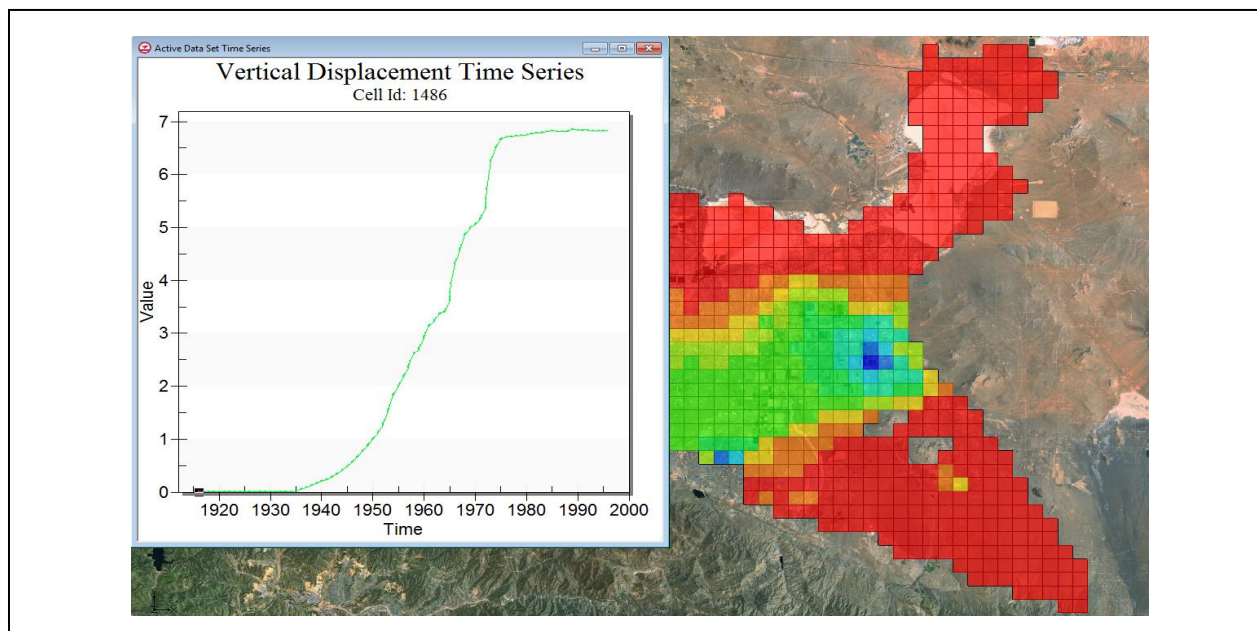 Active Data Set Time Series
Vertical Displacement Time Series
Cell Id: 1486
7
6
5
4
3
2
1
0
Value
1920 1930 1940 1950 1960 1970 1980 1990 2000
Time